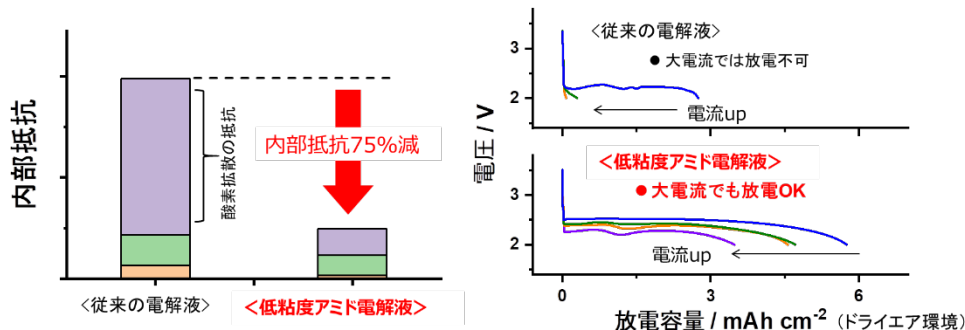 内部抵抗
酸素拡散の抵抗
内部抵抗75%減
<従来の電解液>
<低粘度アミド電解液>
電圧 / V
3
2
<従来の電解液>
● 大電流では放電不可
電流up
3
2
<低粘度アミド電解液>
● 大電流でも放電OK
電流up
0
3
6
放電容量 / mAh cm-2 (ドライエア環境)